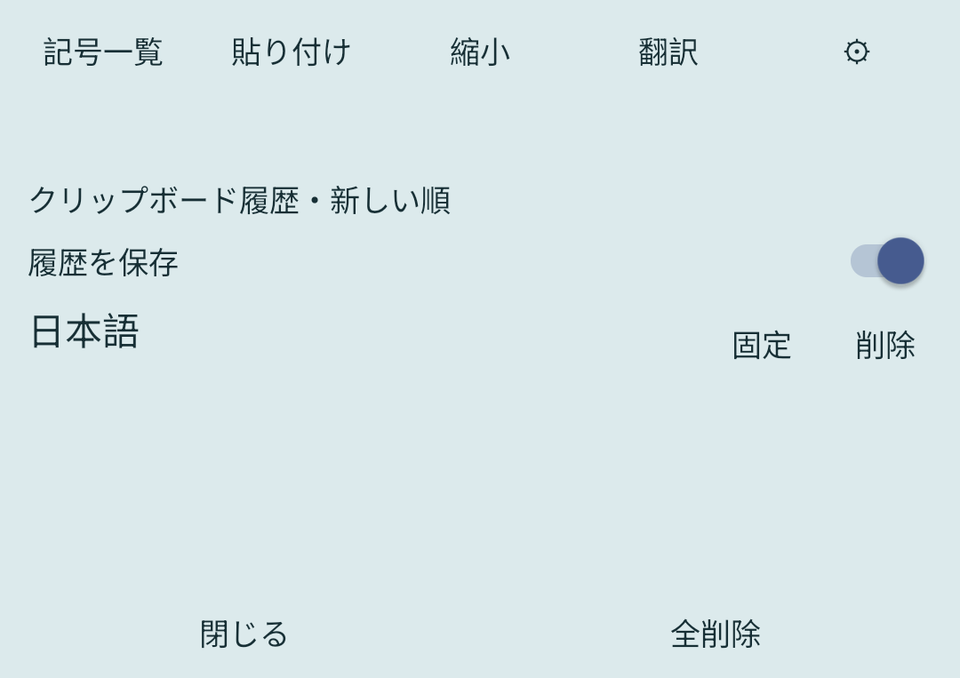 記号一覧 貼り付け 縮小 翻訳
クリップボード履歴・新しい順
履歴を保存
日本語
固定 削除
閉じる 全削除